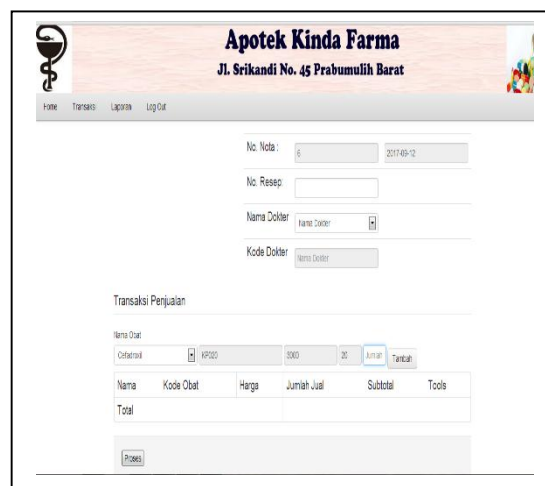 Apotek Kinda Farma
Jl. Srikandi No. 45 Prabumulih Barat
Home Transaksi Laporan Log Out
No. Nota : 6 2017-09-12
No. Resep:
Nama Dokter Nama Dokter
Kode Dokter Nama Dokter
Transaksi Penjualan
Nama Obat
Cefadroxil KF020 3000 20 Jumlah Tambah
Nama Kode Obat Harga Jumlah Jual Subtotal Tools
Total
Proses